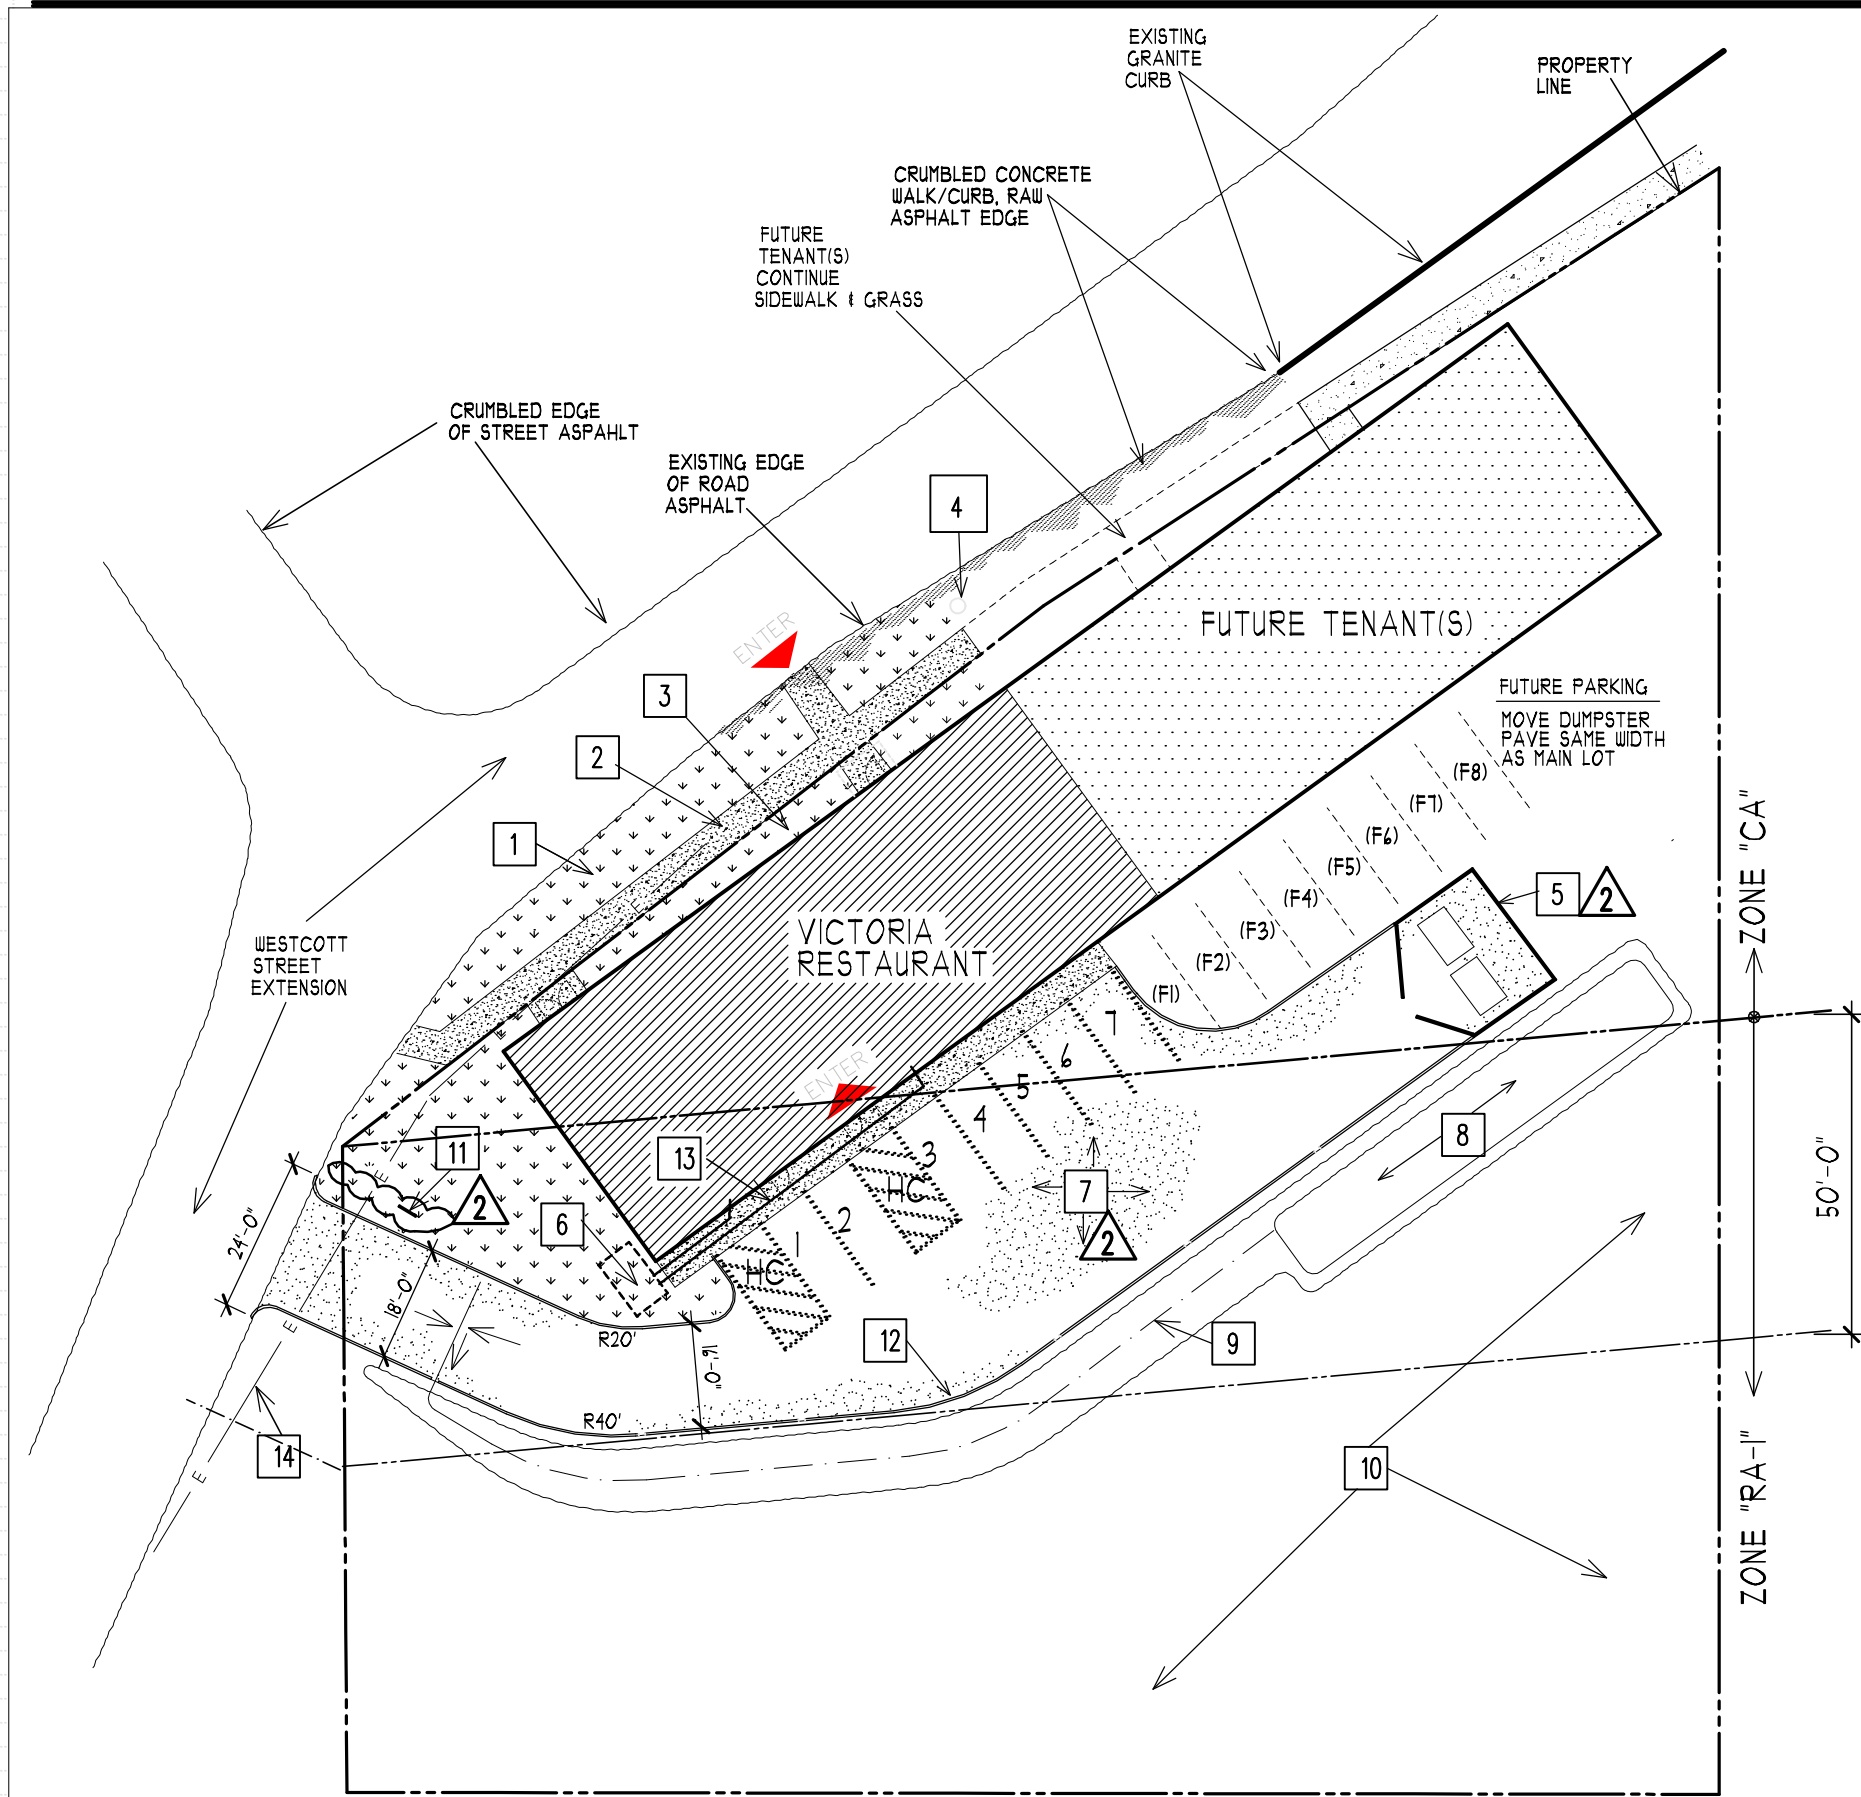 EXISTING
GRANITE
CURB
PROPERTY
LINE
CRUMBLED CONCRETE
WALK/CURB, RAW
ASPHALT EDGE
FUTURE
TENANT(S)
CONTINUE
SIDEWALK & GRASS
CRUMBLED EDGE
OF STREET ASPAHLT
EXISTING EDGE
OF ROAD
ASPHALT
4
ENTER
FUTURE TENANT(S)
3
FUTURE PARKING
MOVE DUMPSTER
PAVE SAME WIDTH
AS MAIN LOT
2
(F8)
(F7)
(F6)
(F5)
(F4)
(F3)
(F2)
(F1)
1
ZONE "CA"
5
2
E
VICTORIA
RESTAURANT
WESTCOTT
STREET
EXTENSION
7
6
5
4
3
HC
2
1
HC
ENTER
8
11
2
E
13
7
2
6
50'-0"
24'-0"
18'-0"
R20'
16'-0"
E
12
9
R40'
14
E
10
ZONE "RA-1"